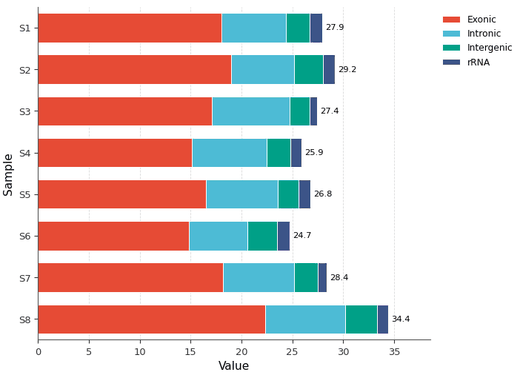 Exonic
Intronic
Intergenic
rRNA
S1 27.9
S2 29.2
S3 27.4
S4 25.9
S5 26.8
S6 24.7
S7 28.4
S8 34.4
Sample
0 5 10 15 20 25 30 35
Value